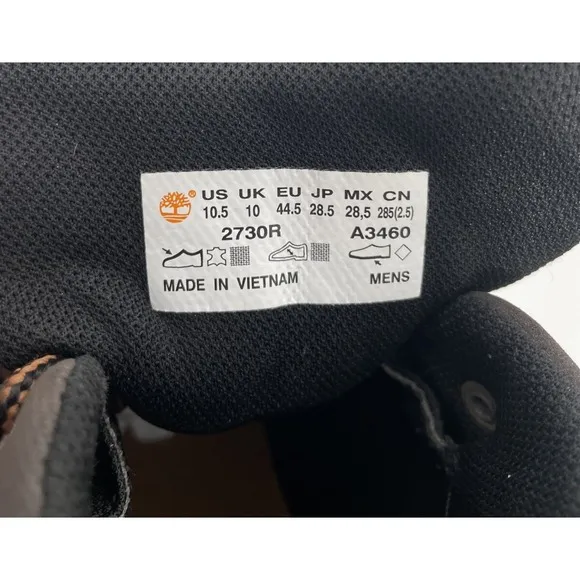 ® US UK EU JP MX CN
10.5 10 44.5 28.5 28,5 285(2.5)
2730R A3460
MADE IN VIETNAM MENS